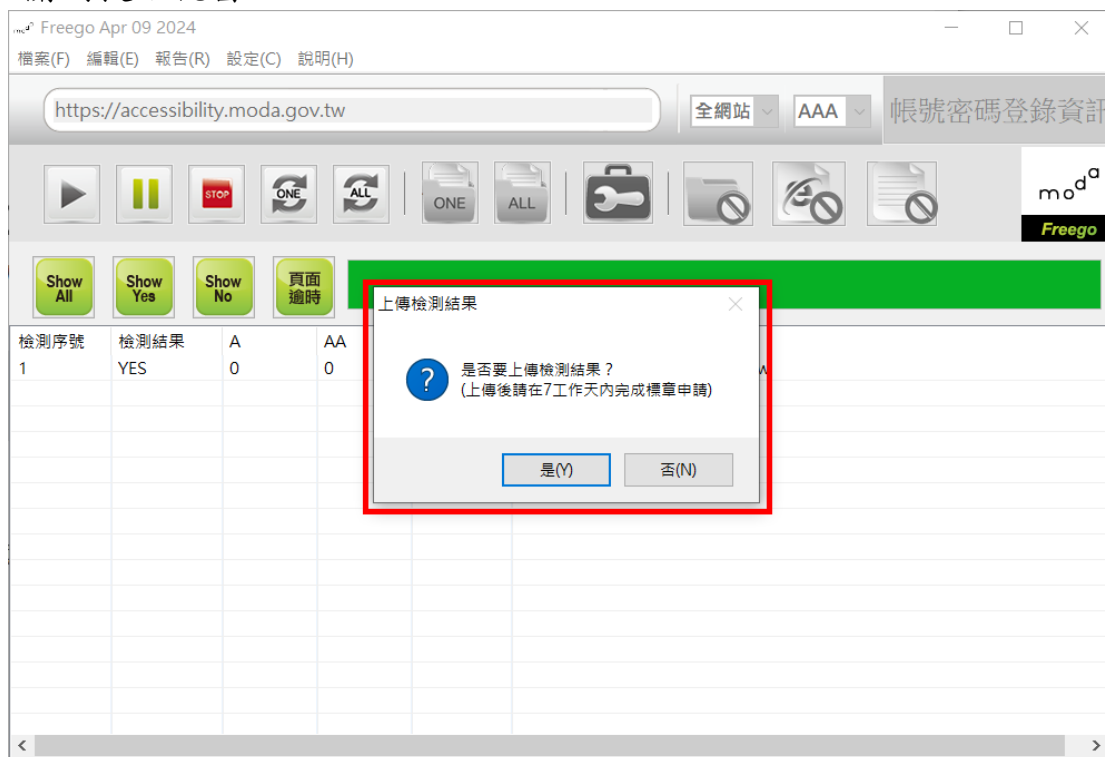 Freego Apr 09 2024
檔案(F) 編輯(E) 報告(R) 設定(C) 說明(H)
https://accessibility.moda.gov.tw 全網站 AAA 帳號密碼登錄資訊
STOP ONE ALL ONE ALL moda
Freego
Show All Show Yes Show No 頁面逾時
上傳檢測結果
檢測序號 檢測結果 A AA
1 YES 0 0
是否要上傳檢測結果？
(上傳後請在7工作天內完成標章申請)
是(Y) 否(N)